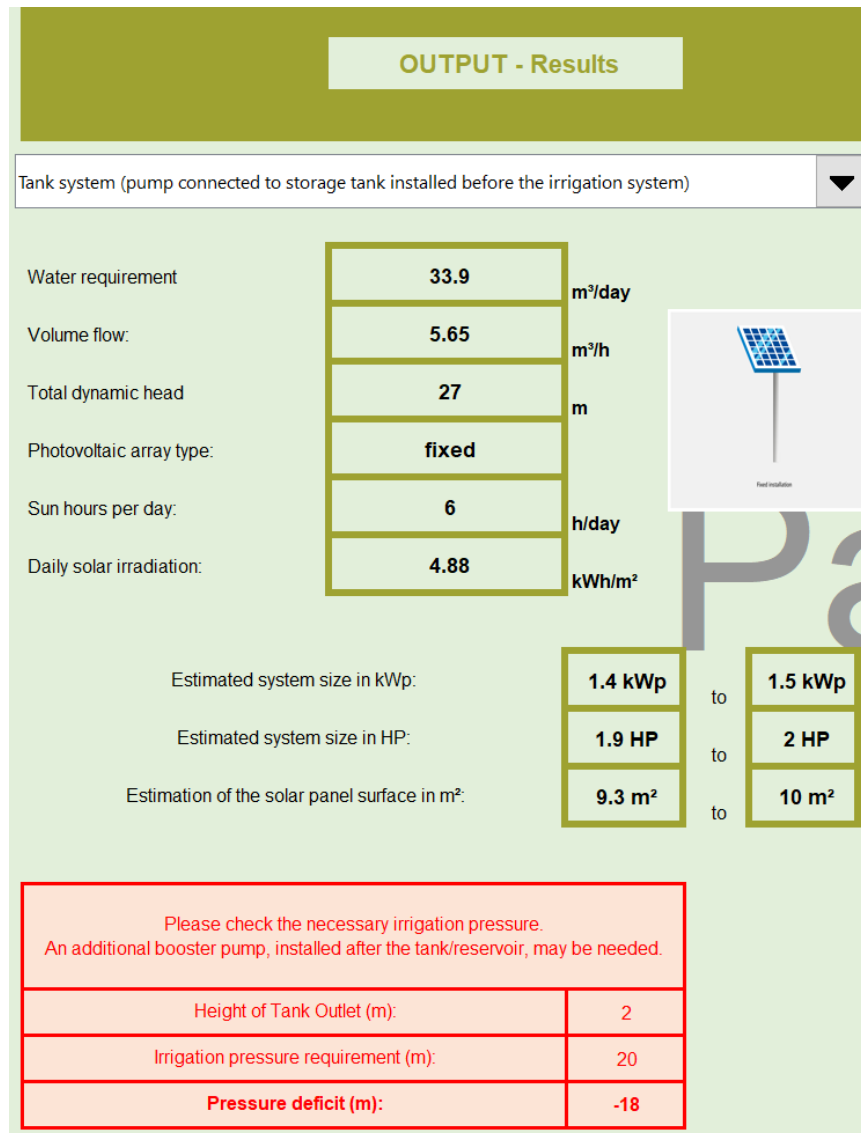 OUTPUT - Results
Tank system (pump connected to storage tank installed before the irrigation system)
Water requirement 33.9 m³/day
Volume flow: 5.65 m³/h
Total dynamic head 27 m
Photovoltaic array type: fixed
Fixed installation
Sun hours per day: 6 h/day
Daily solar irradiation: 4.88 kWh/m²
Pa
Estimated system size in kWp: 1.4 kWp to 1.5 kWp
Estimated system size in HP: 1.9 HP to 2 HP
Estimation of the solar panel surface in m²: 9.3 m² to 10 m²
Please check the necessary irrigation pressure.
An additional booster pump, installed after the tank/reservoir, may be needed.
Height of Tank Outlet (m): 2
Irrigation pressure requirement (m): 20
Pressure deficit (m): -18